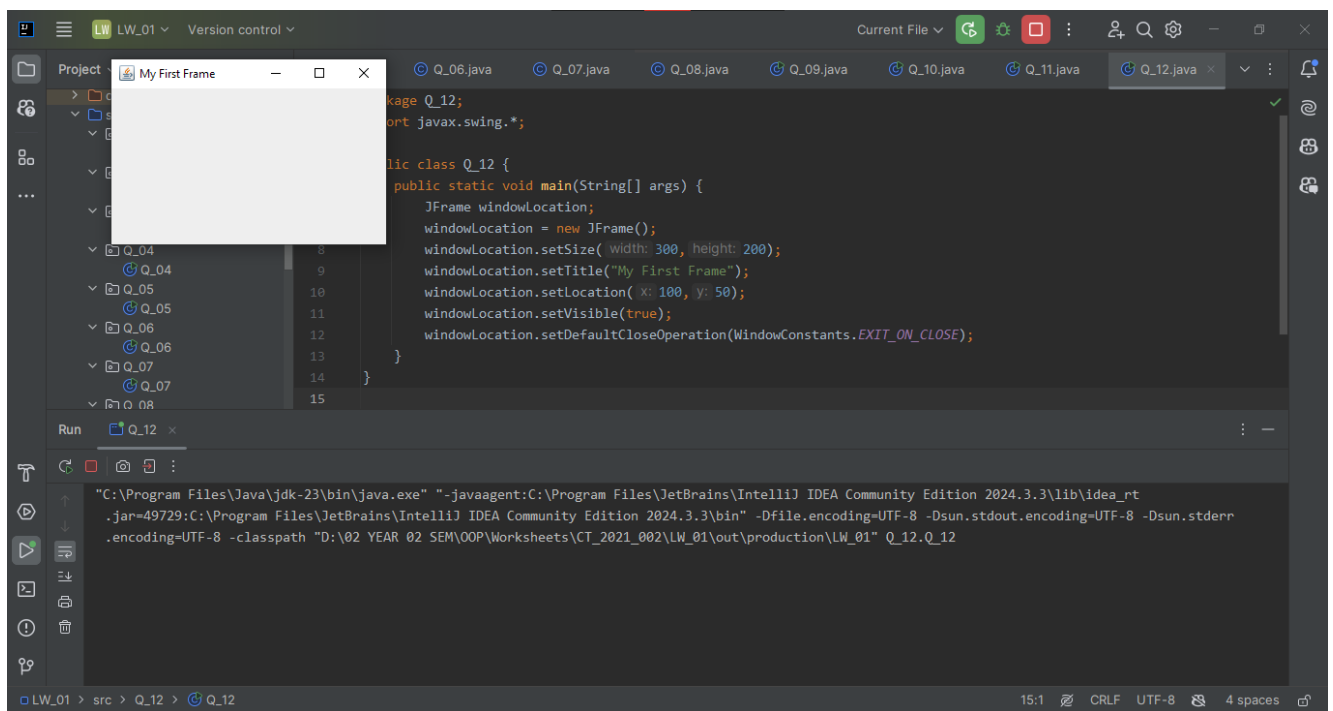 LW LW_01 Version control Current File
Project
My First Frame
Q_06.java Q_07.java Q_08.java Q_09.java Q_10.java Q_11.java Q_12.java
kage Q_12;
ort javax.swing.*;
lic class Q_12 {
public static void main(String[] args) {
JFrame windowLocation;
windowLocation = new JFrame();
8 windowLocation.setSize( width: 300, height: 200);
9 windowLocation.setTitle("My First Frame");
10 windowLocation.setLocation( x: 100, y: 50);
11 windowLocation.setVisible(true);
12 windowLocation.setDefaultCloseOperation(WindowConstants.EXIT_ON_CLOSE);
13 }
14 }
15
Q_04
Q_04
Q_05
Q_05
Q_06
Q_06
Q_07
Q_07
Q_08
Run Q_12
"C:\Program Files\Java\jdk-23\bin\java.exe" "-javaagent:C:\Program Files\JetBrains\IntelliJ IDEA Community Edition 2024.3.3\lib\idea_rt
.jar=49729:C:\Program Files\JetBrains\IntelliJ IDEA Community Edition 2024.3.3\bin" -Dfile.encoding=UTF-8 -Dsun.stdout.encoding=UTF-8 -Dsun.stderr
.encoding=UTF-8 -classpath "D:\02 YEAR 02 SEM\OOP\Worksheets\CT_2021_002\LW_01\out\production\LW_01" Q_12.Q_12
LW_01 > src > Q_12 > Q_12 15:1 CRLF UTF-8 4 spaces